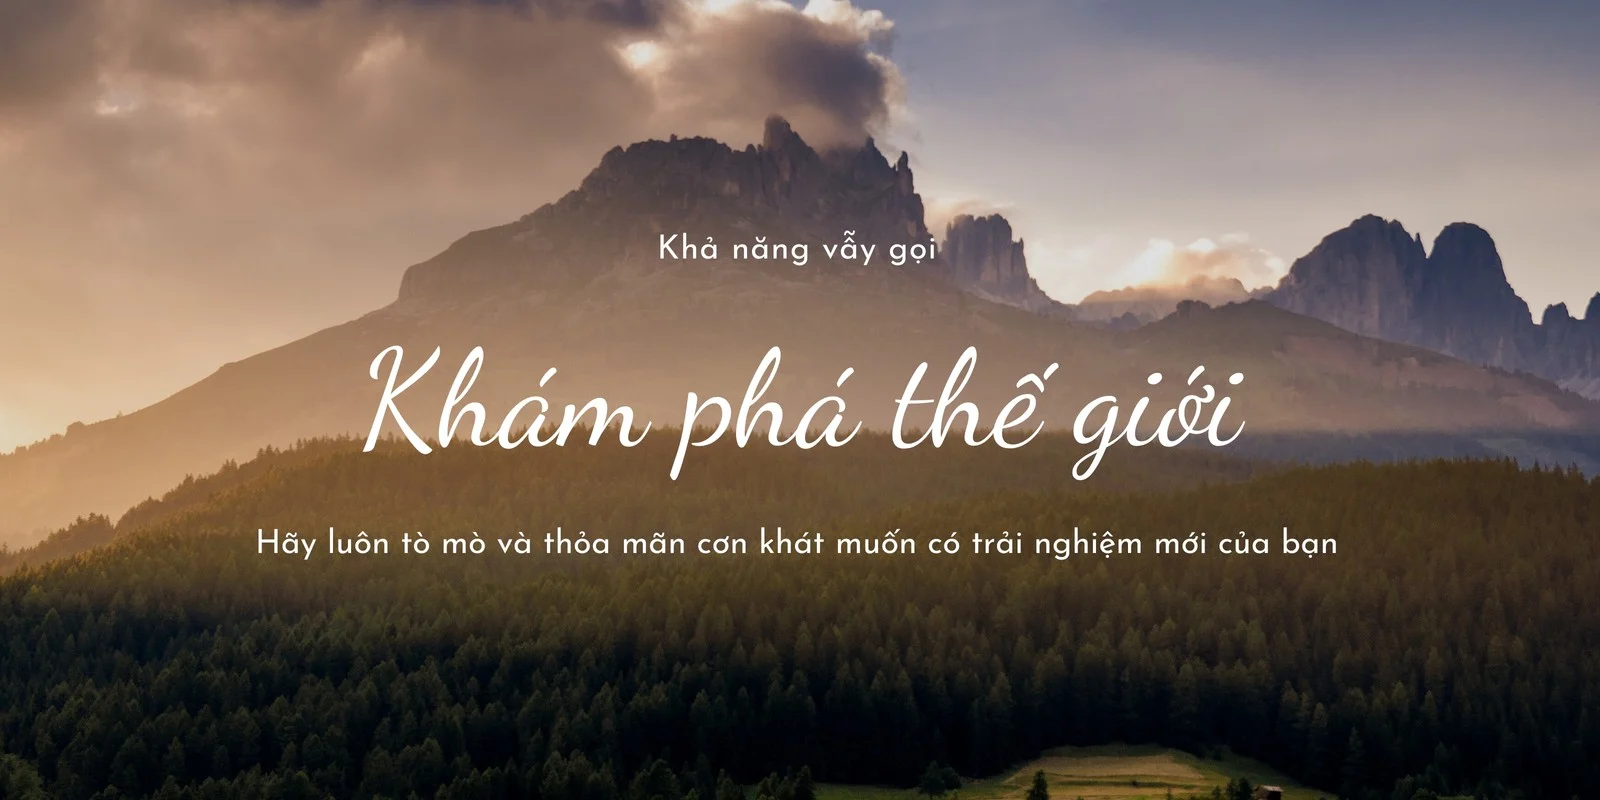 Khả năng vẫy gọi
Khám phá thế giới
Hãy luôn tò mò và thỏa mãn cơn khát muốn có trải nghiệm mới của bạn